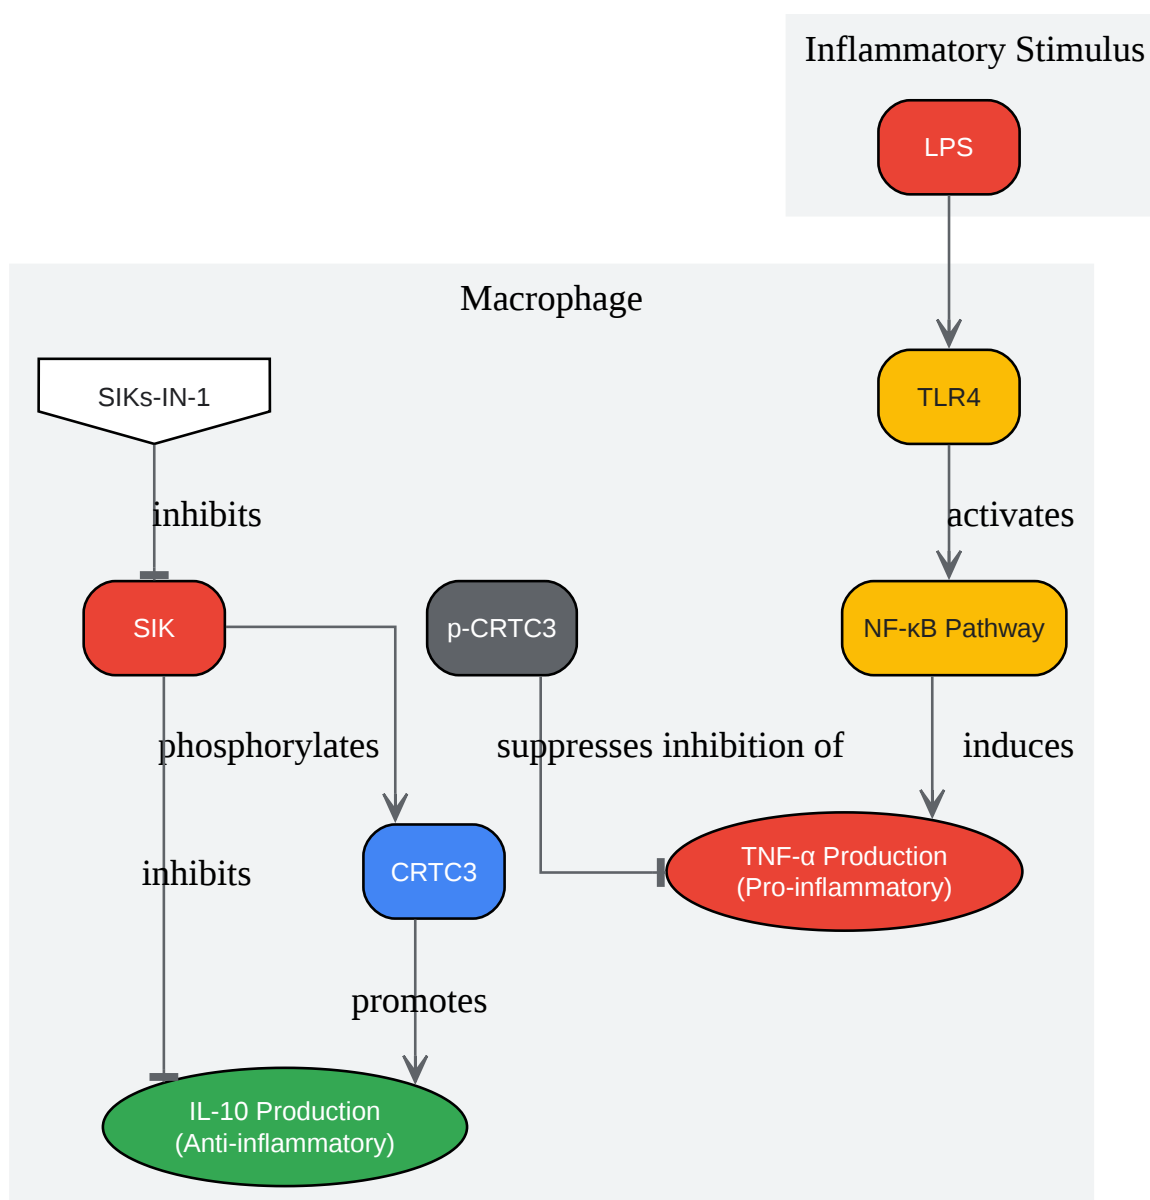 Inflammatory Stimulus
LPS
Macrophage
SIKs-IN-1
TLR4
inhibits
activates
SIK
p-CRTC3
NF-κB Pathway
phosphorylates
suppresses inhibition of
induces
inhibits
CRTC3
TNF-α Production
(Pro-inflammatory)
promotes
IL-10 Production
(Anti-inflammatory)